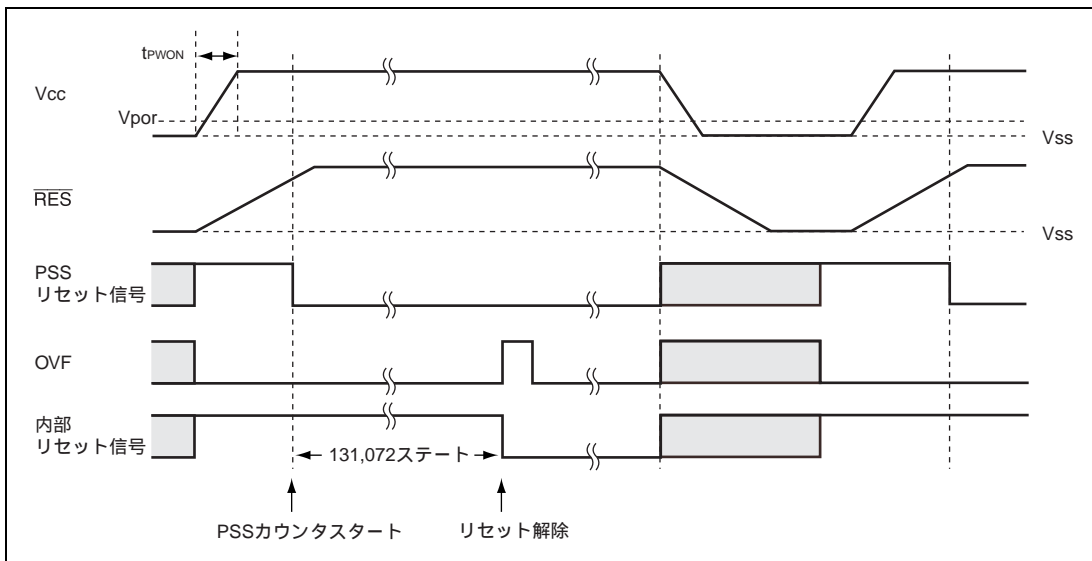 tPWON
Vcc
Vpor
Vss
RES
Vss
PSS
リセット信号
OVF
内部
リセット信号
131,072ステート
PSSカウンタスタート
リセット解除